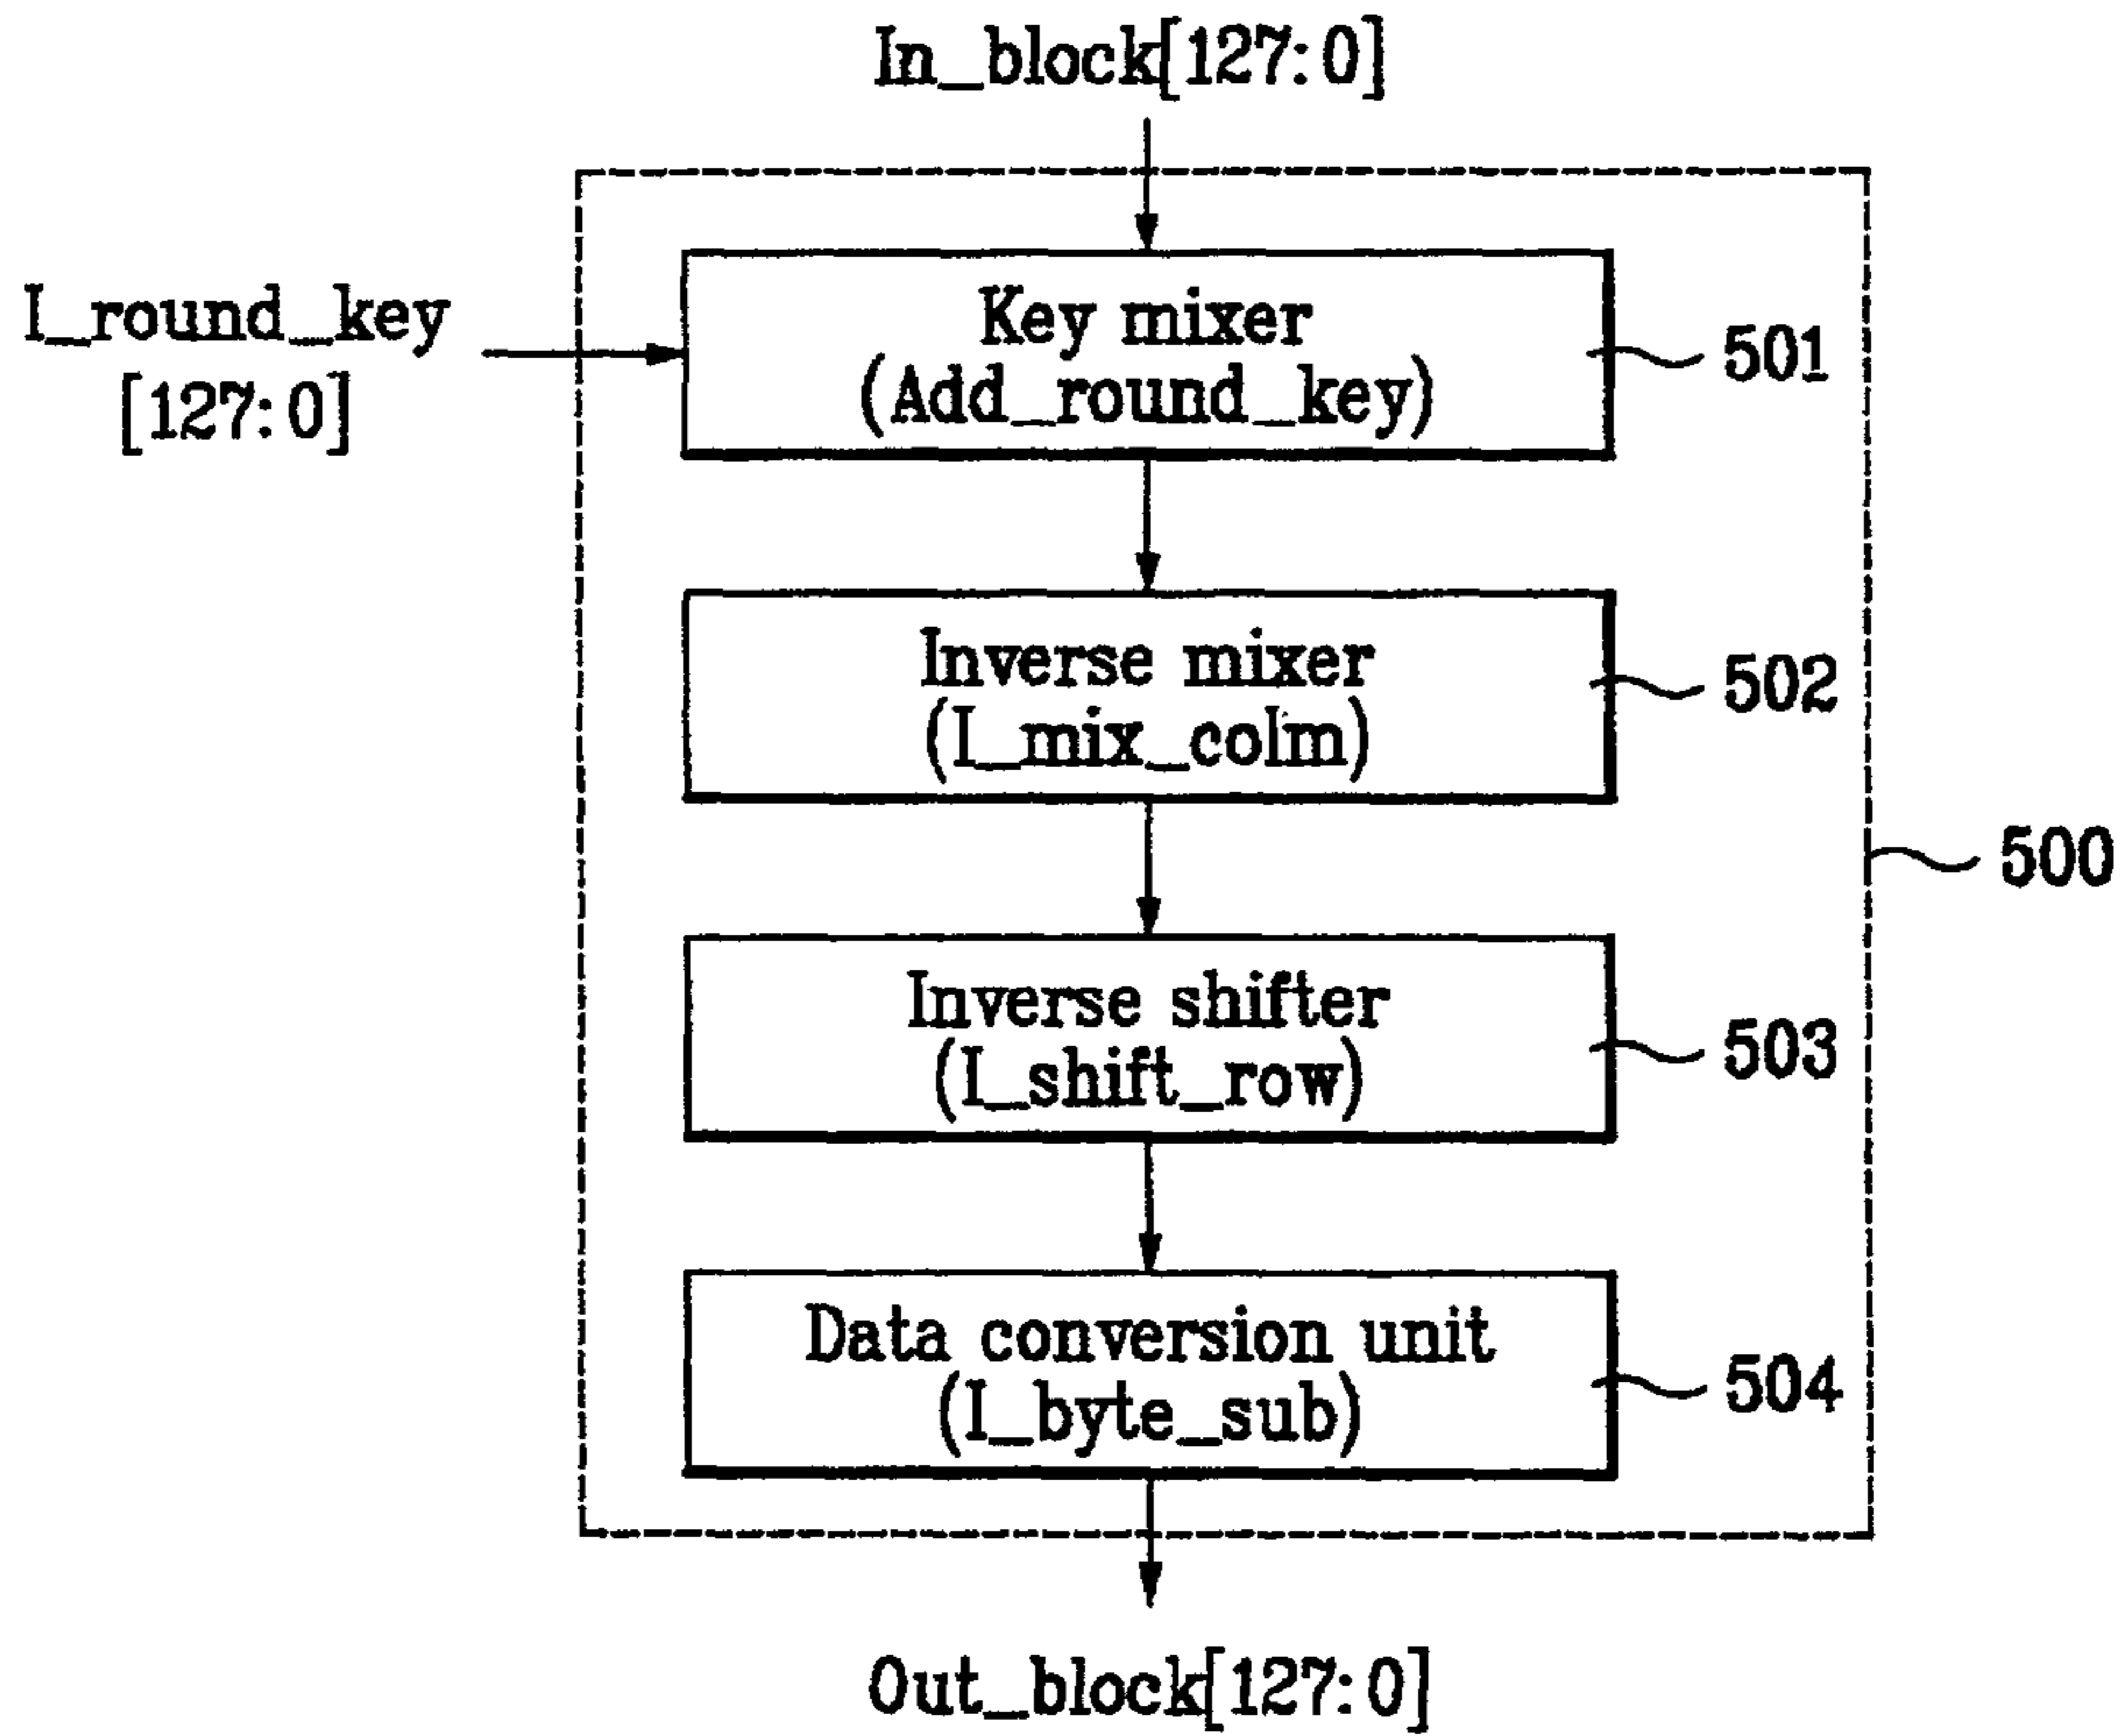 In_block[127:0]
I_round_key
[127:0]
Key mixer
(Add_round_key)
501
Inverse mixer
(I_mix_colm)
502
500
Inverse shifter
(I_shift_row)
503
Data conversion unit
(I_byte_sub)
504
Out_block[127:0]